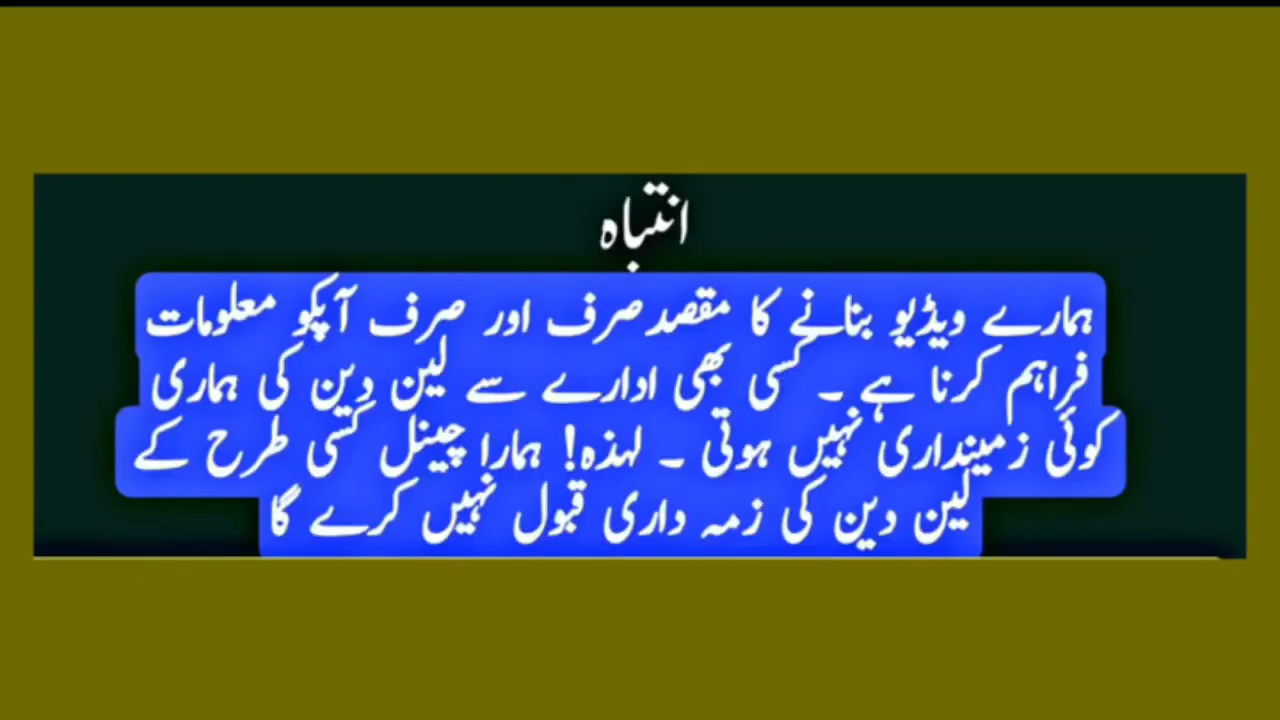 انتباہ
ہمارے ویڈیو بنانے کا مقصد صرف اور صرف آپکو معلومات
فراہم کرنا ہے ۔ کسی بھی ادارے سے لین دین کی ہماری
کوئی زمینداری نہیں ہوتی ۔ لہذہ! ہمارا چینل کسی طرح کے
لین دین کی زمہ داری قبول نہیں کرے گا